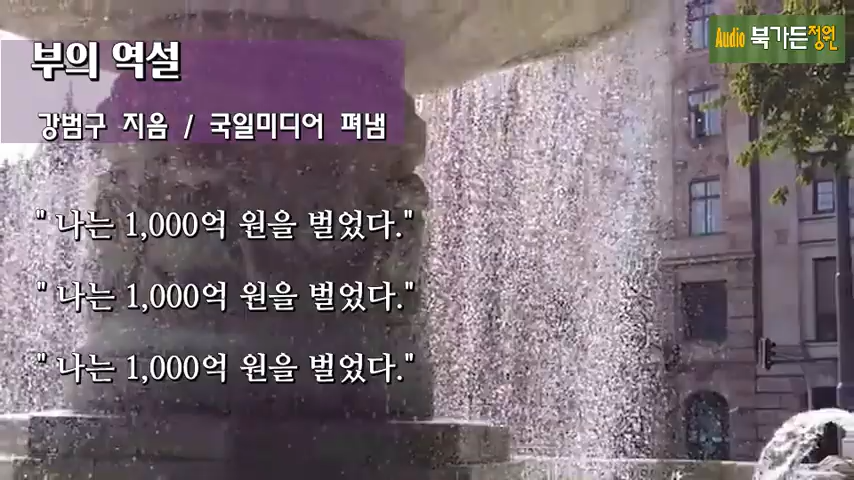 Audio 북가든정원
부의 역설
강범구 지음 / 국일미디어 펴냄
" 나는 1,000억 원을 벌었다."
" 나는 1,000억 원을 벌었다."
" 나는 1,000억 원을 벌었다."